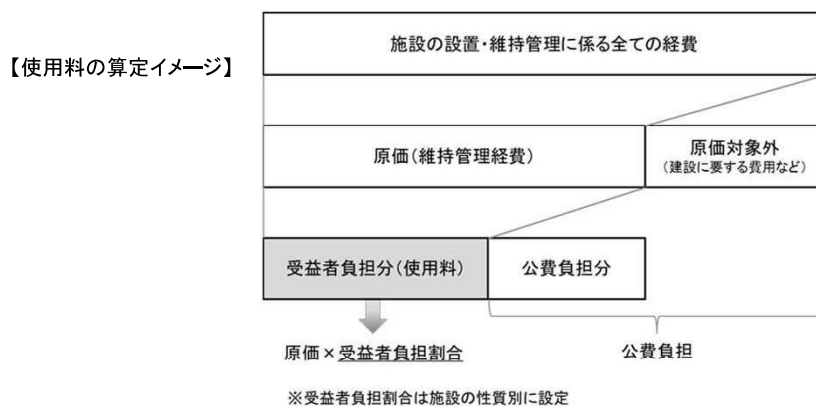 施設の設置・維持管理に係る全ての経費
【使用料の算定イメージ】
原価(維持管理経費)
原価対象外
(建設に要する費用など)
受益者負担分(使用料)
公費負担分
原価×受益者負担割合
公費負担
※受益者負担割合は施設の性質別に設定